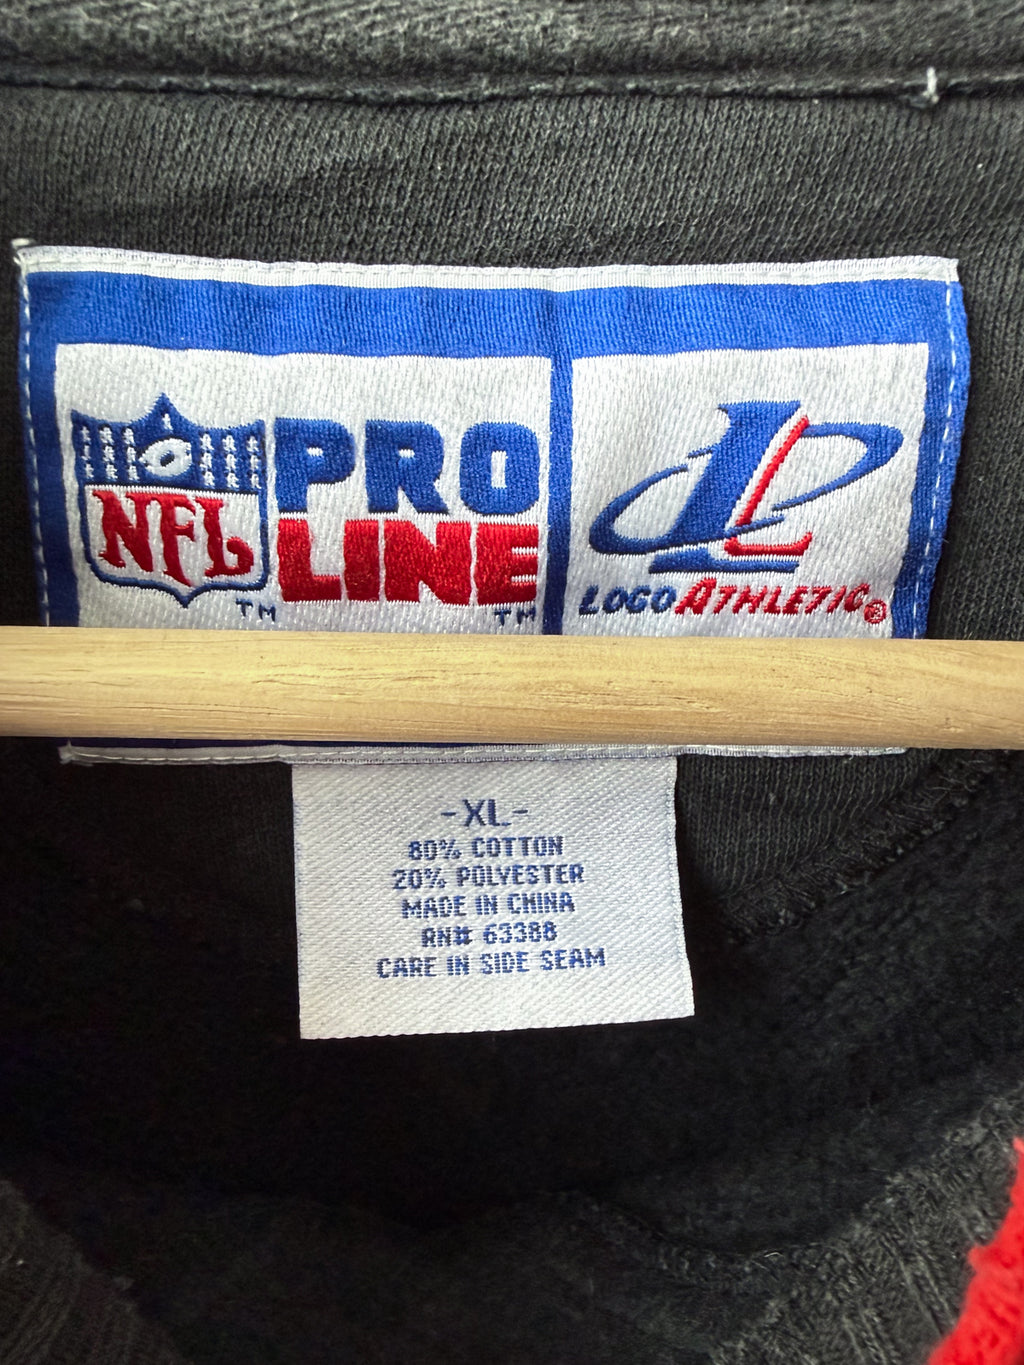 NFL
TM
PRO
LINE
TM
LOGO ATHLETIC®
-XL-
80% COTTON
20% POLYESTER
MADE IN CHINA
RN# 63388
CARE IN SIDE SEAM